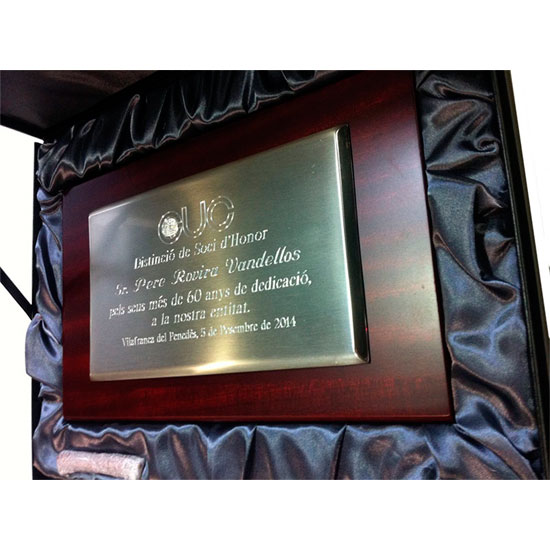 OUC
Distinció de Soci d'Honor
Sr. Pere Rovira Vandellos
pels seus més de 60 anys de dedicació,
a la nostra entitat.
Vilafranca del Penedès, 5 de Desembre de 2014